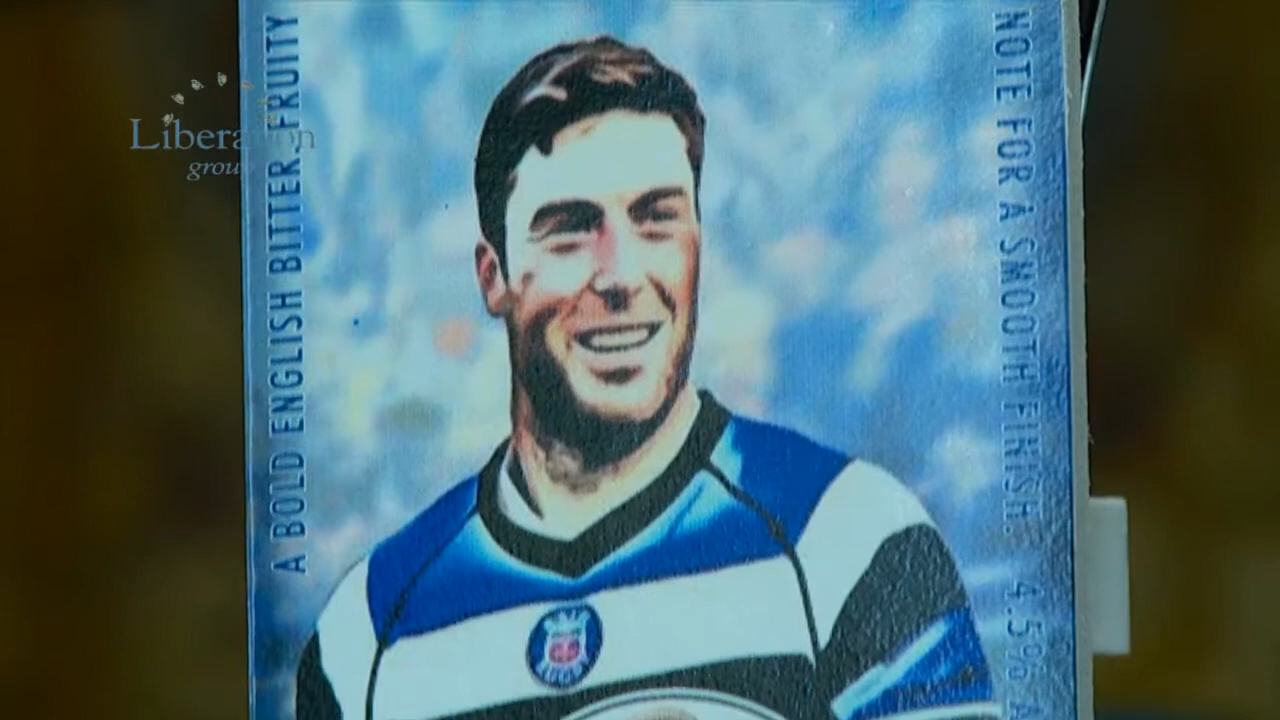 Liberation
group
A BOLD ENGLISH BITTER. FRUITY
NOTE FOR A SMOOTH FINISH. 4.5% A